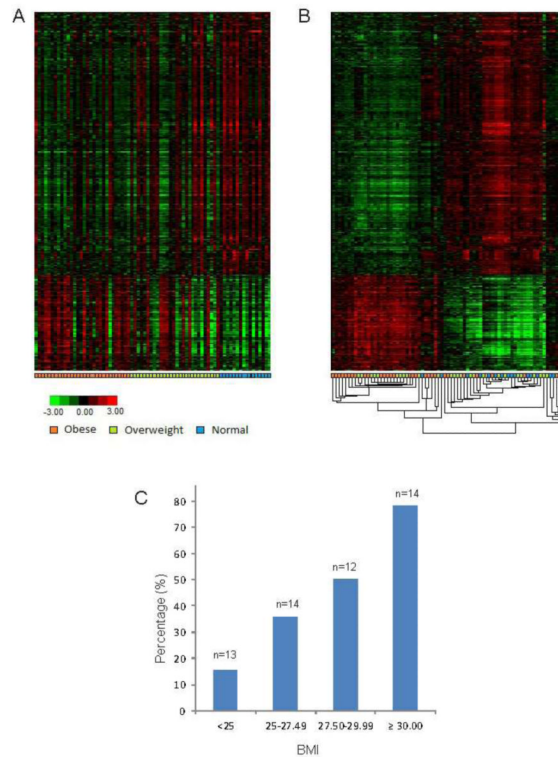 A
B
-3.00 0.00 3.00
Obese Overweight Normal
C
Percentage (%)
80
70
60
50
40
30
20
10
0
n=13
n=14
n=12
n=14
<25 25-27.49 27.50-29.99 ≥ 30.00
BMI